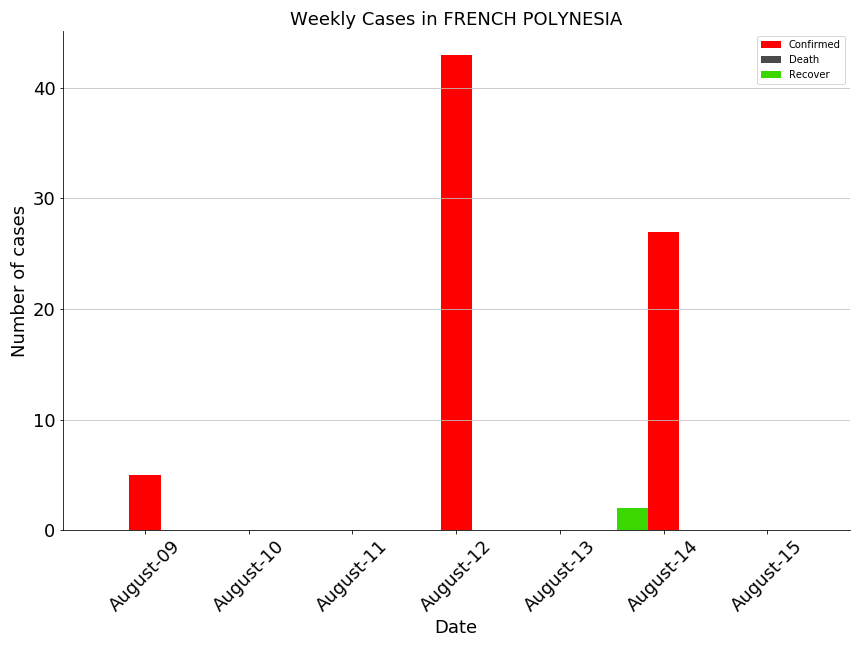 Weekly Cases in FRENCH POLYNESIA
Confirmed
Death
Recover
Number of cases
40
30
20
10
0
August-09
August-10
August-11
August-12
August-13
August-14
August-15
Date